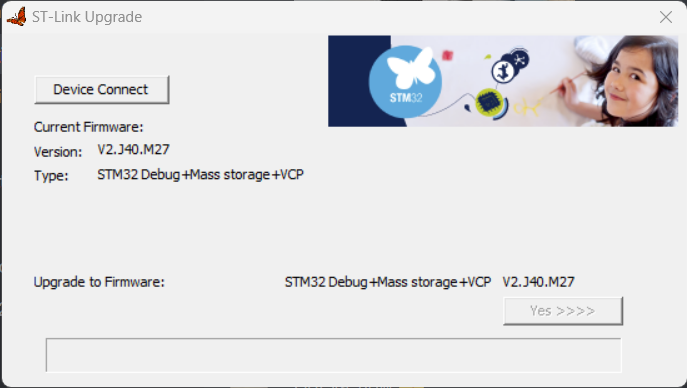 ST-Link Upgrade
Device Connect
STM32
Current Firmware:
Version: V2.J40.M27
Type: STM32 Debug+Mass storage+VCP
Upgrade to Firmware: STM32 Debug+Mass storage+VCP V2.J40.M27
Yes >>>>